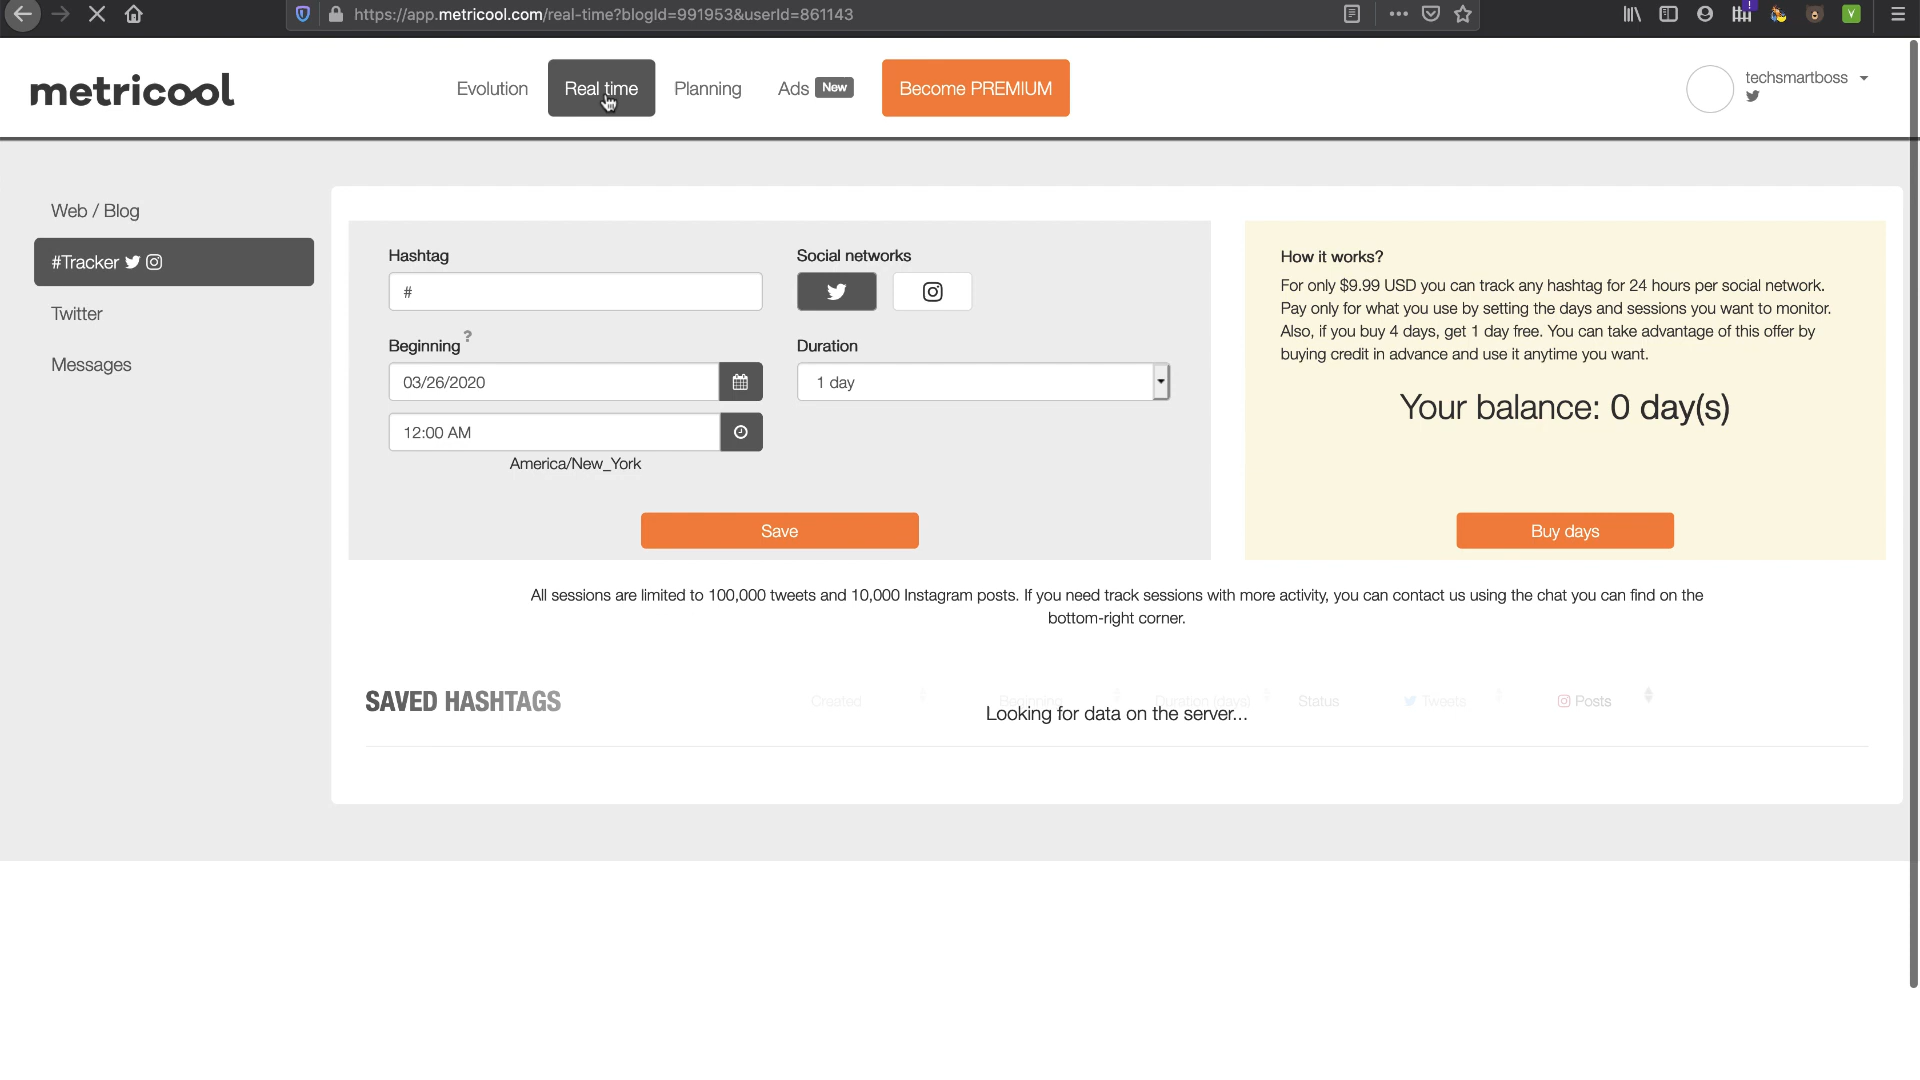 https://app.metricool.com/real-time?blogId=991953&userId=861143
metricool
Evolution
Real time
Planning
Ads New
Become PREMIUM
techsmartboss
Web / Blog
#Tracker
Twitter
Messages
Hashtag
#
Social networks
Beginning ?
03/26/2020
12:00 AM
America/New_York
Duration
1 day
Save
How it works?
For only $9.99 USD you can track any hashtag for 24 hours per social network.
Pay only for what you use by setting the days and sessions you want to monitor.
Also, if you buy 4 days, get 1 day free. You can take advantage of this offer by
buying credit in advance and use it anytime you want.
Your balance: 0 day(s)
Buy days
All sessions are limited to 100,000 tweets and 10,000 Instagram posts. If you need track sessions with more activity, you can contact us using the chat you can find on the
bottom-right corner.
SAVED HASHTAGS
Created
Beginning
Duration (days)
Status
Tweets
Posts
Looking for data on the server...